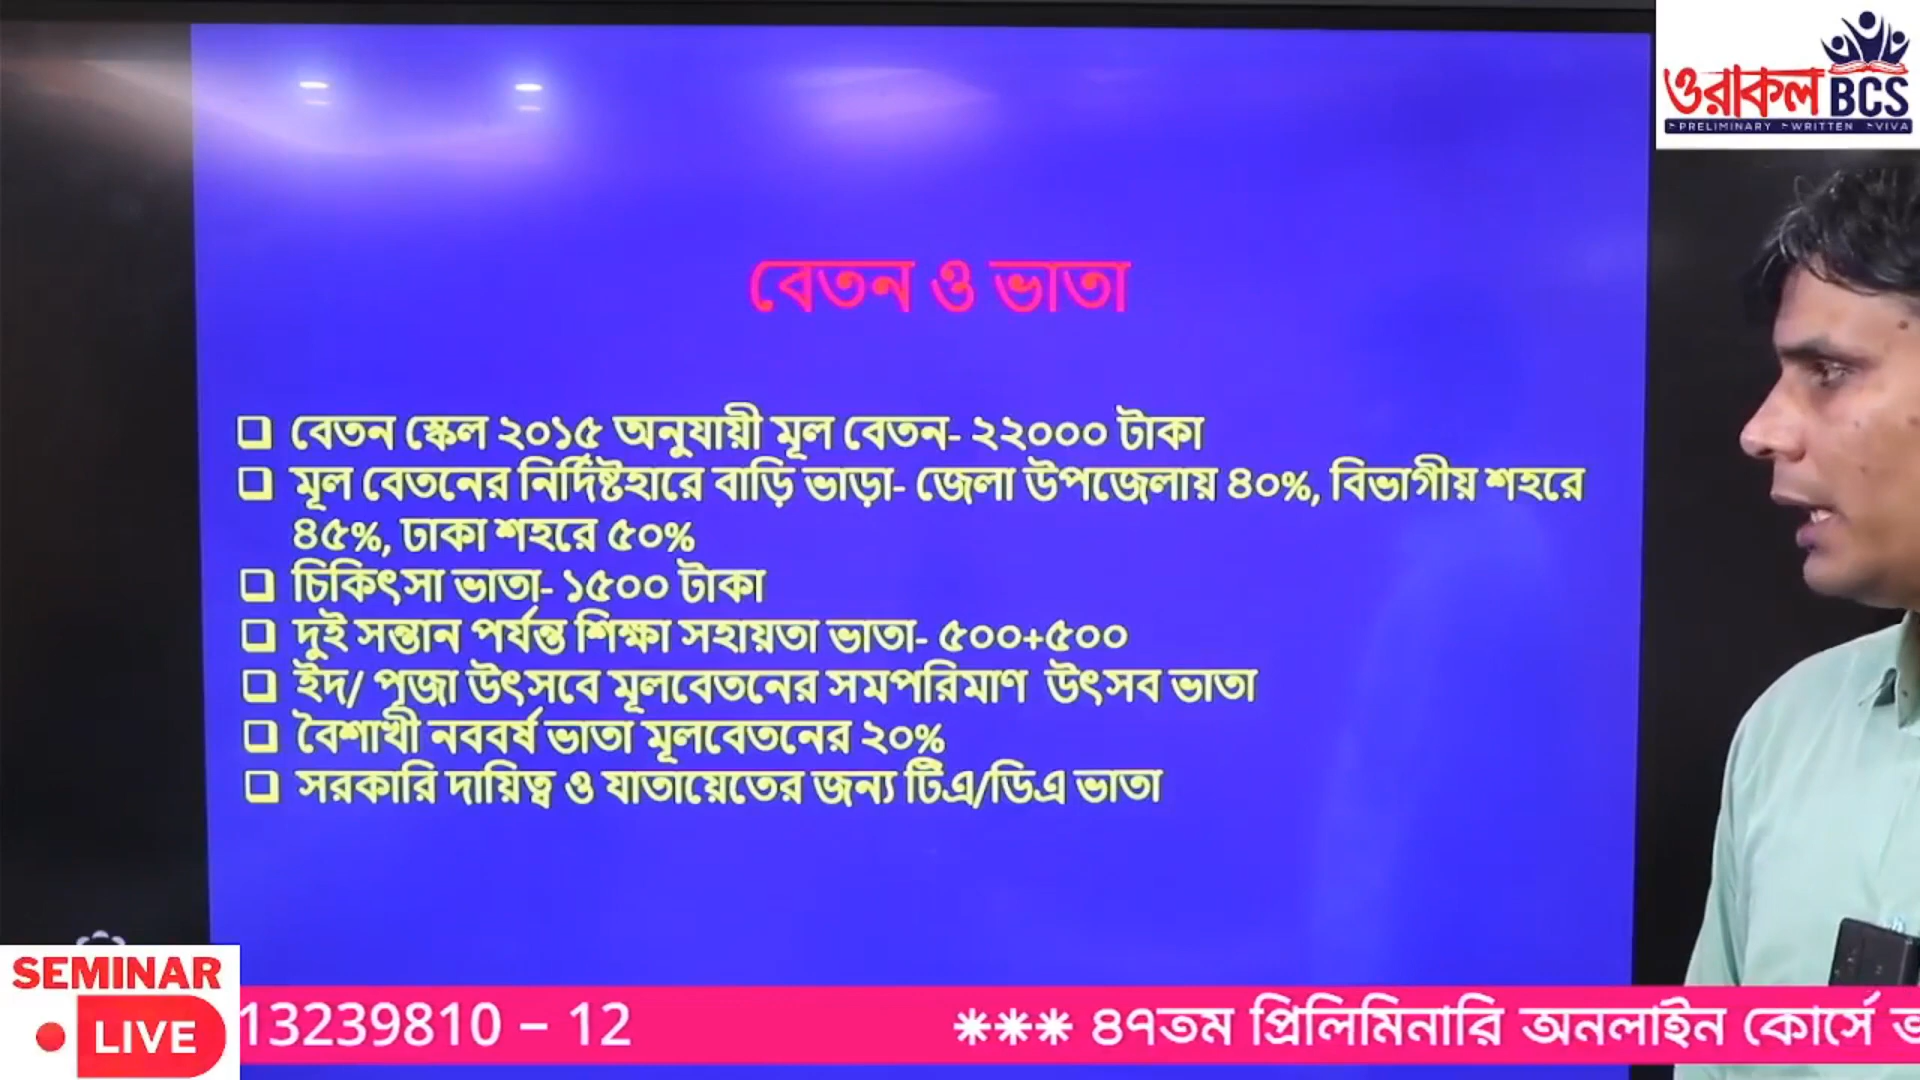 ওরাকল BCS
PRELIMINARY WRITTEN VIVA
বেতন ও ভাতা
বেতন স্কেল ২০১৫ অনুযায়ী মূল বেতন- ২২০০০ টাকা
মূল বেতনের নির্দিষ্টহারে বাড়ি ভাড়া- জেলা উপজেলায় ৪০%, বিভাগীয় শহরে
৪৫%, ঢাকা শহরে ৫০%
চিকিৎসা ভাতা- ১৫০০ টাকা
দুই সন্তান পর্যন্ত শিক্ষা সহায়তা ভাতা- ৫০০+৫০০
ইদ/ পূজা উৎসবে মূলবেতনের সমপরিমাণ উৎসব ভাতা
বৈশাখী নববর্ষ ভাতা মূলবেতনের ২০%
সরকারি দায়িত্ব ও যাতায়েতের জন্য টিএ/ডিএ ভাতা
SEMINAR
LIVE
13239810 – 12 ✳✳✳ ৪৭তম প্রিলিমিনারি অনলাইন কোর্সে